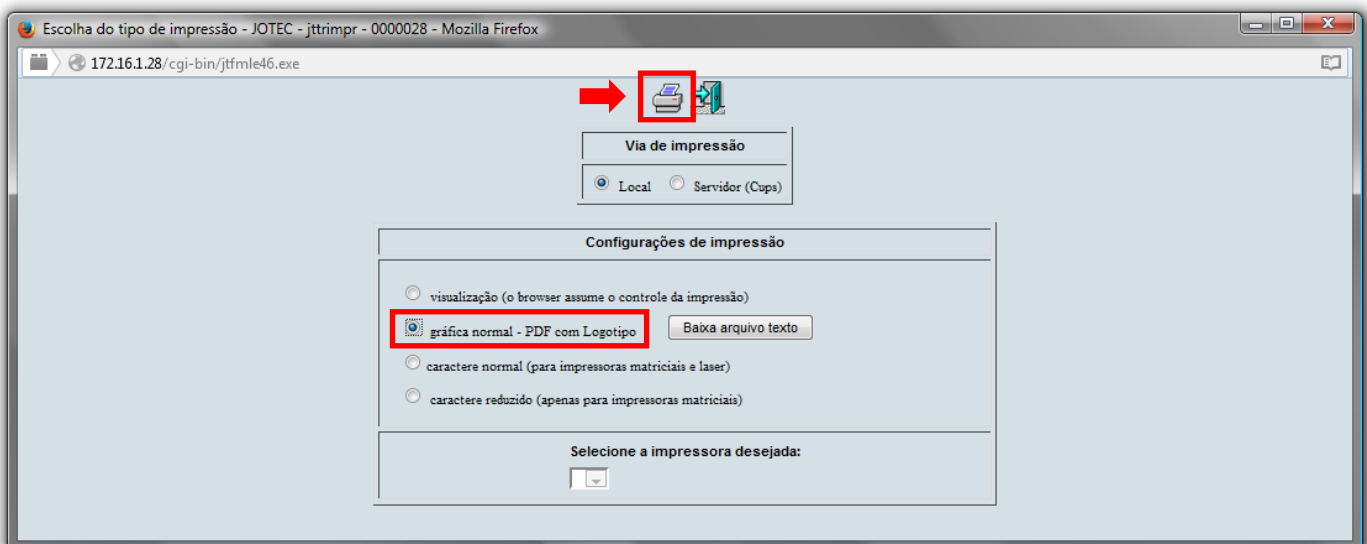 Escolha do tipo de impressão - JOTEC - jttrimpr - 0000028 - Mozilla Firefox
172.16.1.28/cgi-bin/jtfmle46.exe
Via de impressão
Local Servidor (Cups)
Configurações de impressão
visualização (o browser assume o controle da impressão)
gráfica normal - PDF com Logotipo Baixa arquivo texto
caractere normal (para impressoras matriciais e laser)
caractere reduzido (apenas para impressoras matriciais)
Selecione a impressora desejada: